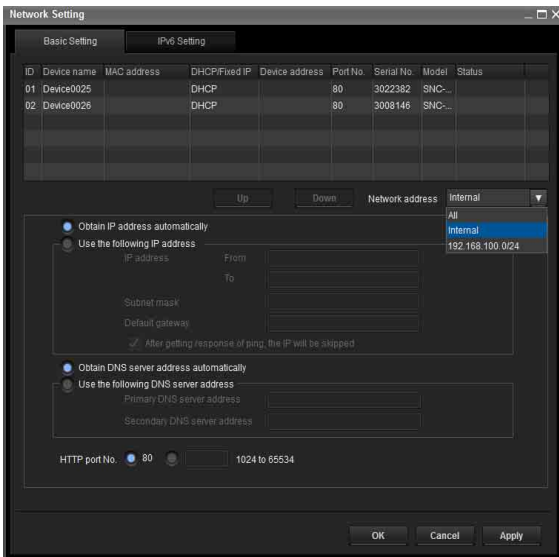 Network Setting
Basic Setting
IPv6 Setting
ID Device name MAC address DHCP/Fixed IP Device address Port No. Serial No. Model Status
01 Device0025 DHCP 80 3022382 SNC-...
02 Device0026 DHCP 80 3008146 SNC-...
Up Down Network address Internal
All
Internal
192.168.100.0/24
Obtain IP address automatically
Use the following IP address
IP address From
To
Subnet mask
Default gateway
After getting response of ping, the IP will be skipped
Obtain DNS server address automatically
Use the following DNS server address
Primary DNS server address
Secondary DNS server address
HTTP port No. 80 1024 to 65534
OK Cancel Apply